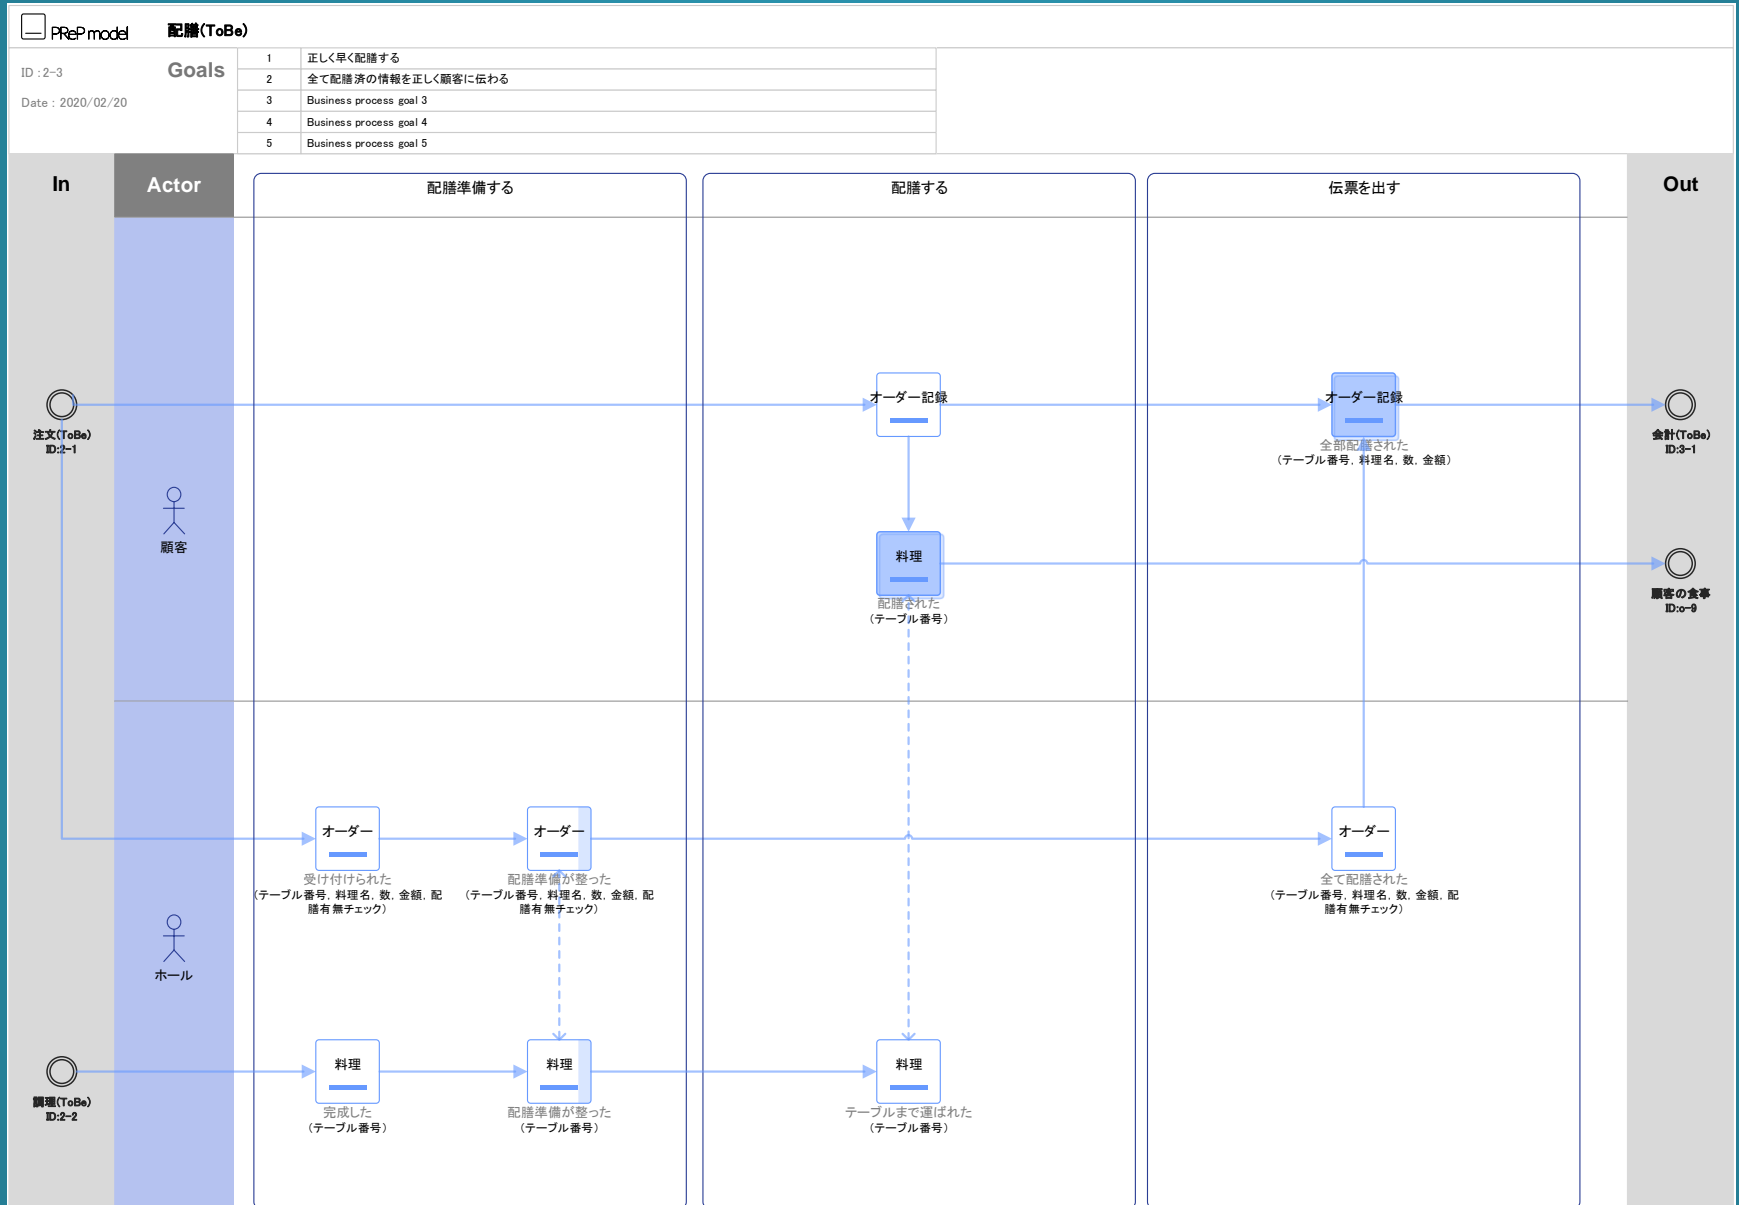 PReP model
配膳(ToBe)
ID : 2-3
Date : 2020/02/20
Goals
1 正しく早く配膳する
2 全て配膳済の情報を正しく顧客に伝わる
3 Business process goal 3
4 Business process goal 4
5 Business process goal 5
In
Actor
配膳準備する
配膳する
伝票を出す
Out
注文(ToBe)
ID:2-1
顧客
オーダー記録
オーダー記録
全部配膳された
（テーブル番号, 料理名, 数, 金額）
会計(ToBe)
ID:3-1
料理
配膳された
（テーブル番号）
顧客の食事
ID:o-9
ホール
オーダー
受け付けられた
（テーブル番号, 料理名, 数, 金額, 配
膳有無チェック）
オーダー
配膳準備が整った
（テーブル番号, 料理名, 数, 金額, 配
膳有無チェック）
オーダー
全て配膳された
（テーブル番号, 料理名, 数, 金額, 配
膳有無チェック）
調理(ToBe)
ID:2-2
料理
完成した
（テーブル番号）
料理
配膳準備が整った
（テーブル番号）
料理
テーブルまで運ばれた
（テーブル番号）